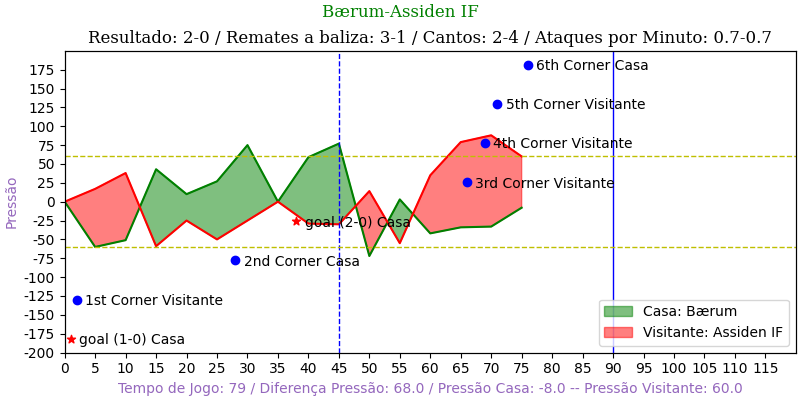 Bærum-Assiden IF
Resultado: 2-0 / Remates a baliza: 3-1 / Cantos: 2-4 / Ataques por Minuto: 0.7-0.7
175
150
125
100
75
50
25
0
-25
-50
-75
-100
-125
-150
-175
-200
Pressão
6th Corner Casa
5th Corner Visitante
4th Corner Visitante
3rd Corner Visitante
goal (2-0) Casa
2nd Corner Casa
1st Corner Visitante
goal (1-0) Casa
Casa: Bærum
Visitante: Assiden IF
0 5 10 15 20 25 30 35 40 45 50 55 60 65 70 75 80 85 90 95 100 105 110 115
Tempo de Jogo: 79 / Diferença Pressão: 68.0 / Pressão Casa: -8.0 -- Pressão Visitante: 60.0